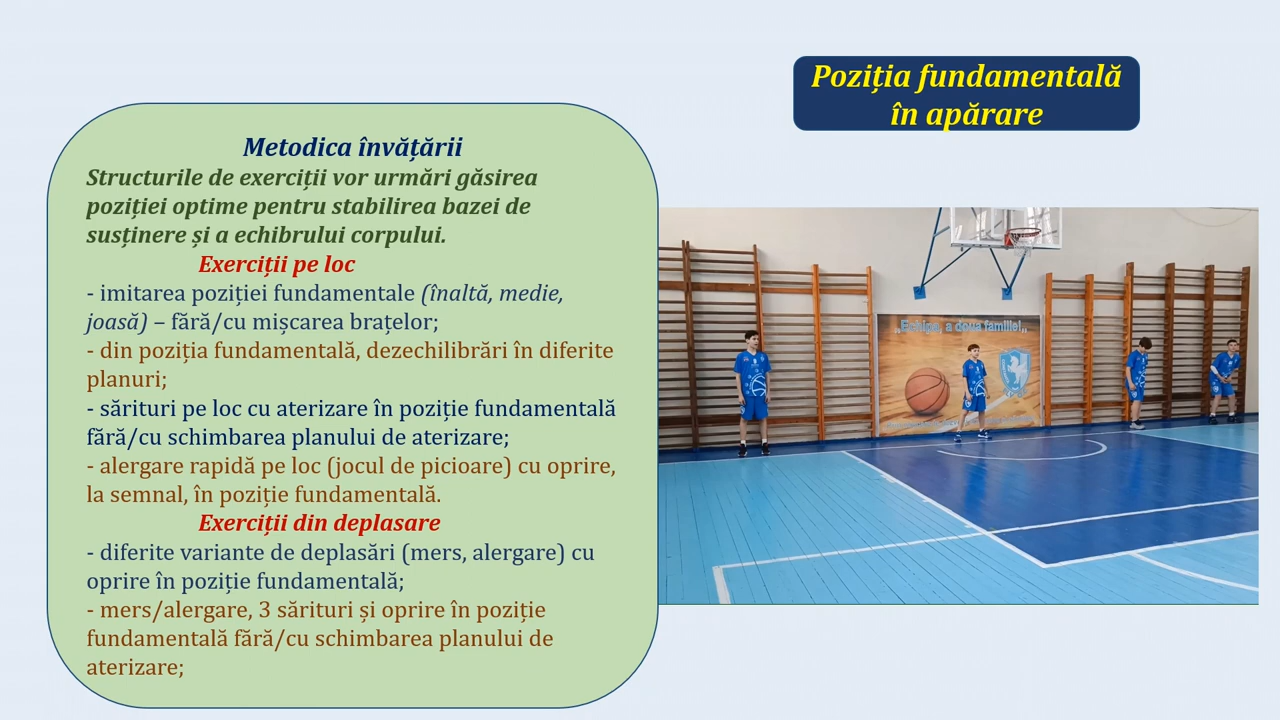 Poziția fundamentală
în apărare
Metodica învățării
Structurile de exerciții vor urmări găsirea
poziției optime pentru stabilirea bazei de
susținere și a echibrului corpului.
Exerciții pe loc
- imitarea poziției fundamentale (înaltă, medie,
joasă) – fără/cu mișcarea brațelor;
- din poziția fundamentală, dezechilibrări în diferite
planuri;
- sărituri pe loc cu aterizare în poziție fundamentală
fără/cu schimbarea planului de aterizare;
- alergare rapidă pe loc (jocul de picioare) cu oprire,
la semnal, în poziție fundamentală.
Exerciții din deplasare
- diferite variante de deplasări (mers, alergare) cu
oprire în poziție fundamentală;
- mers/alergare, 3 sărituri și oprire în poziție
fundamentală fără/cu schimbarea planului de
aterizare;
„Echipa, a doua familie!„